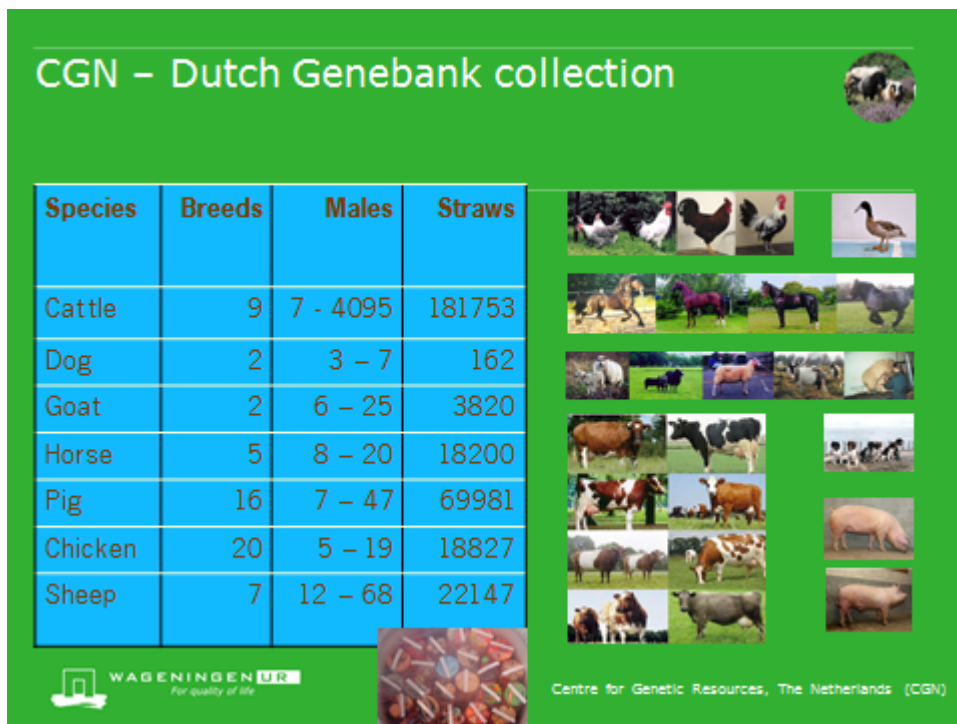 CGN – Dutch Genebank collection
Species Breeds Males Straws
Cattle 9 7 - 4095 181753
Dog 2 3 – 7 162
Goat 2 6 – 25 3820
Horse 5 8 – 20 18200
Pig 16 7 – 47 69981
Chicken 20 5 – 19 18827
Sheep 7 12 – 68 22147
WAGENINGEN UR
For quality of life
Centre for Genetic Resources, The Netherlands (CGN)